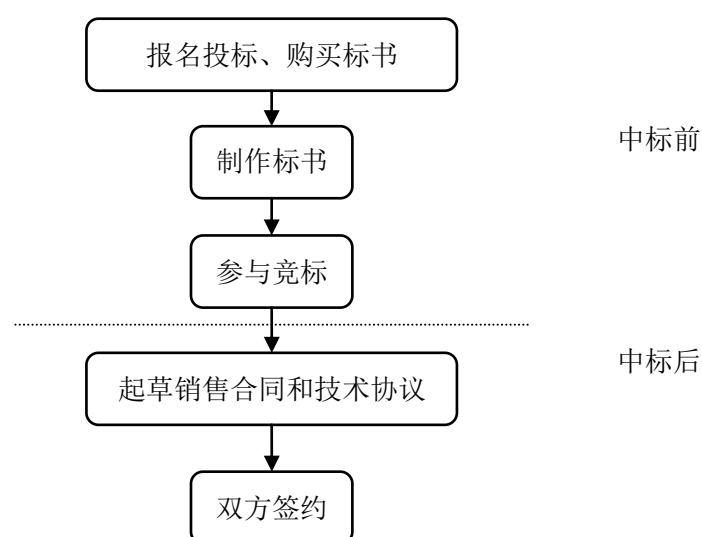 报名投标、购买标书
中标前
制作标书
参与竞标
中标后
起草销售合同和技术协议
双方签约